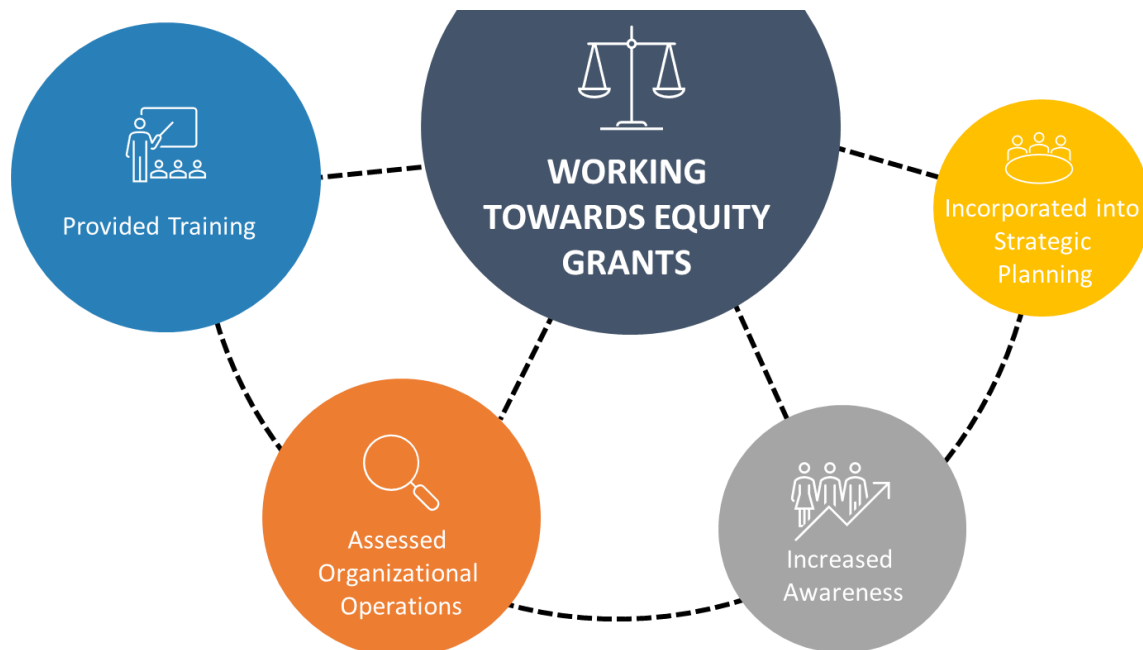 WORKING
TOWARDS EQUITY
GRANTS
Provided Training
Incorporated into
Strategic
Planning
Assessed
Organizational
Operations
Increased
Awareness